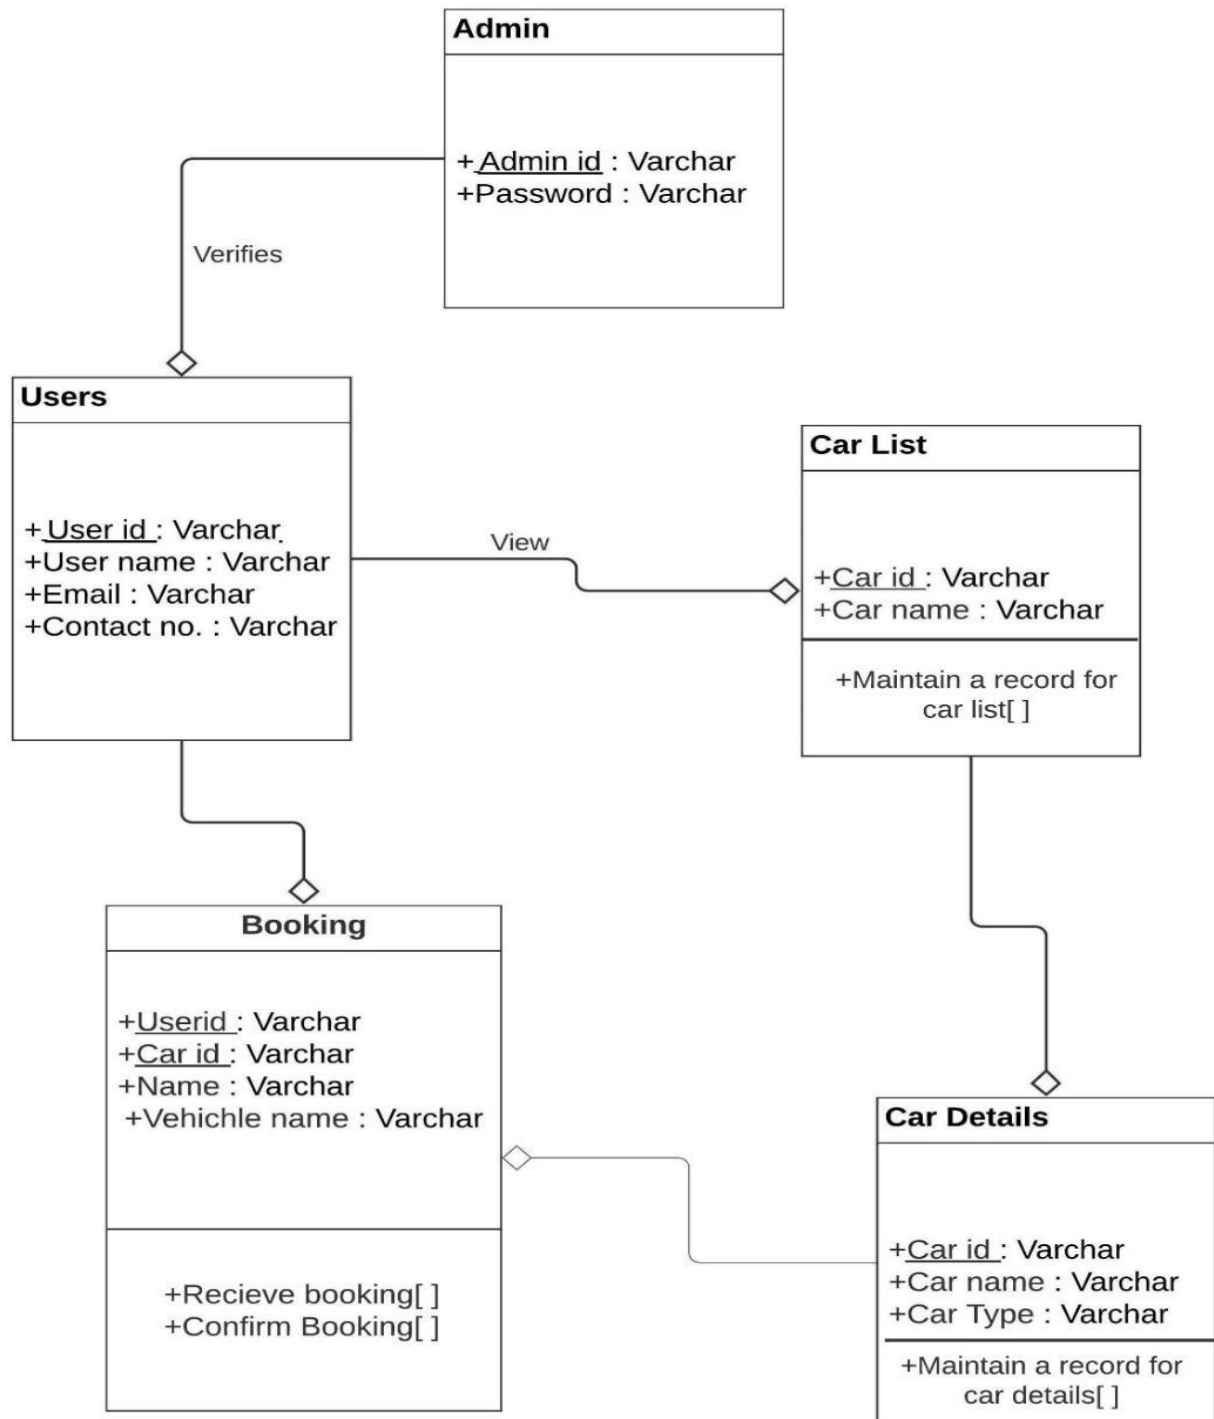 Admin
+ Admin id : Varchar
+Password : Varchar
Verifies
Users
+ User id : Varchar
+User name : Varchar
+Email : Varchar
+Contact no. : Varchar
View
Car List
+Car id : Varchar
+Car name : Varchar
+Maintain a record for
car list[ ]
Booking
+Userid : Varchar
+Car id : Varchar
+Name : Varchar
+Vehichle name : Varchar
+Recieve booking[ ]
+Confirm Booking[ ]
Car Details
+Car id : Varchar
+Car name : Varchar
+Car Type : Varchar
+Maintain a record for
car details[ ]